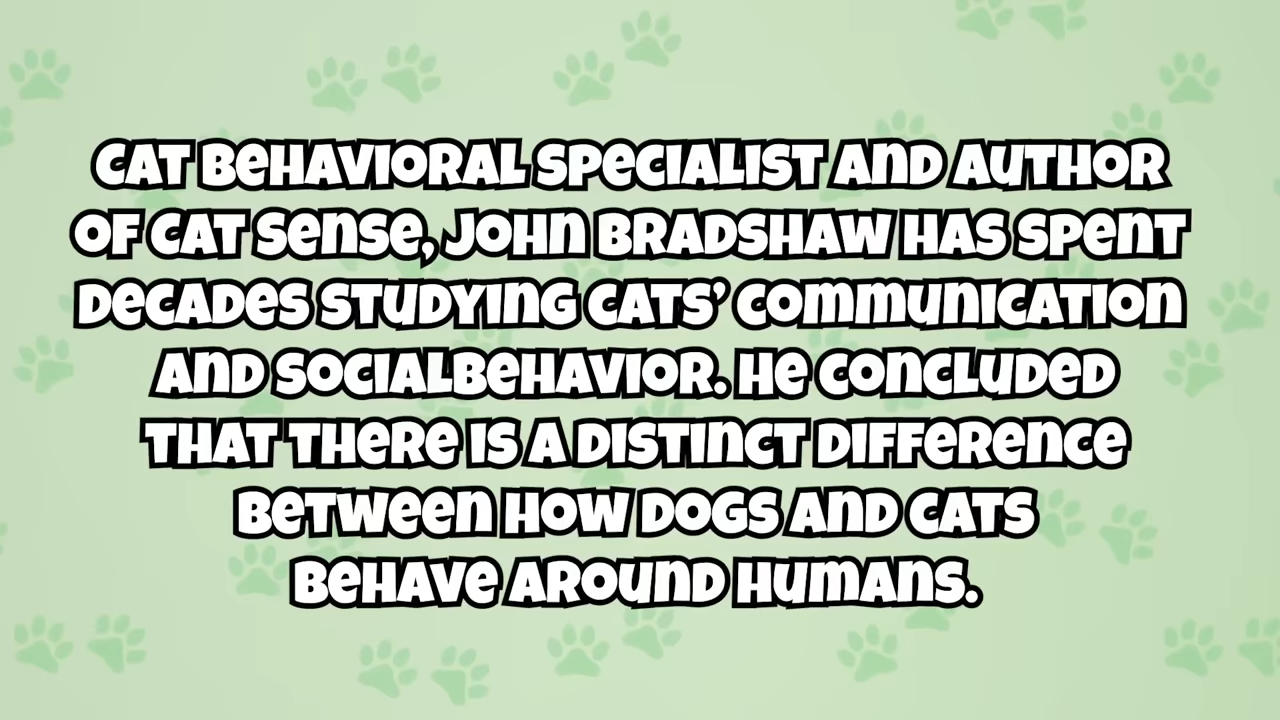 CAT BEHAVIORAL SPECIALIST AND AUTHOR
OF CAT SENSE, JOHN BRADSHAW HAS SPENT
DECADES STUDYING CATS’ COMMUNICATION
AND SOCIALBEHAVIOR. HE CONCLUDED
THAT THERE IS A DISTINCT DIFFERENCE
BETWEEN HOW DOGS AND CATS
BEHAVE AROUND HUMANS.